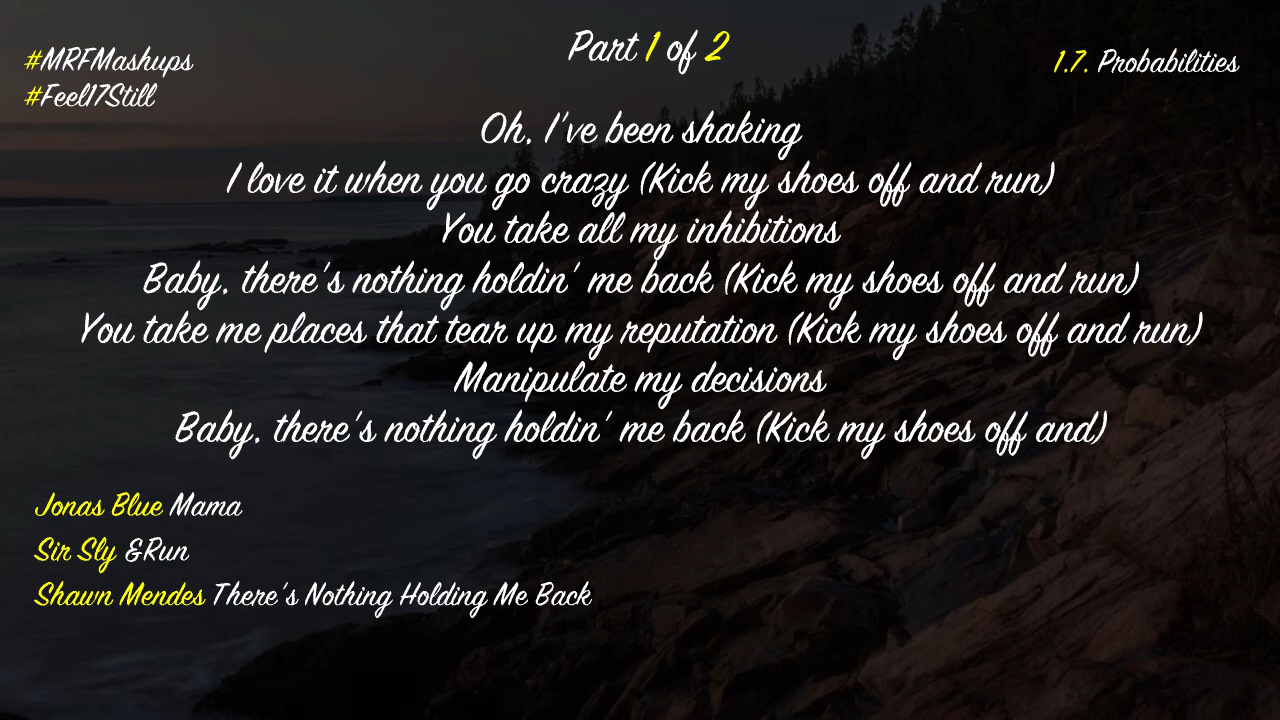 #MRFMashups
#Feel17Still
Part 1 of 2
1.7. Probabilities
Oh, I've been shaking
I love it when you go crazy (Kick my shoes off and run)
You take all my inhibitions
Baby, there's nothing holdin' me back (Kick my shoes off and run)
You take me places that tear up my reputation (Kick my shoes off and run)
Manipulate my decisions
Baby, there's nothing holdin' me back (Kick my shoes off and)
Jonas Blue Mama
Sir Sly &Run
Shawn Mendes There's Nothing Holding Me Back